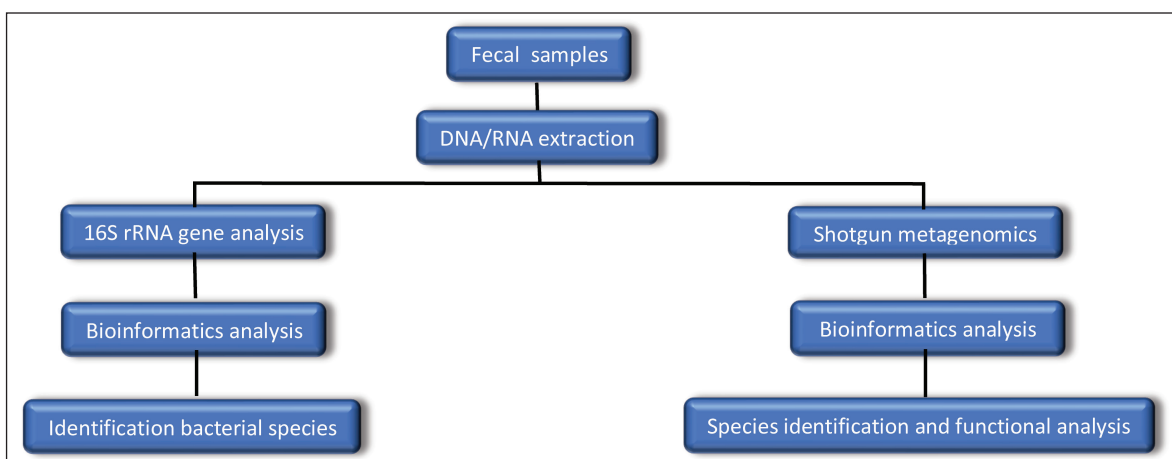 Fecal samples
DNA/RNA extraction
16S rRNA gene analysis
Shotgun metagenomics
Bioinformatics analysis
Bioinformatics analysis
Identification bacterial species
Species identification and functional analysis